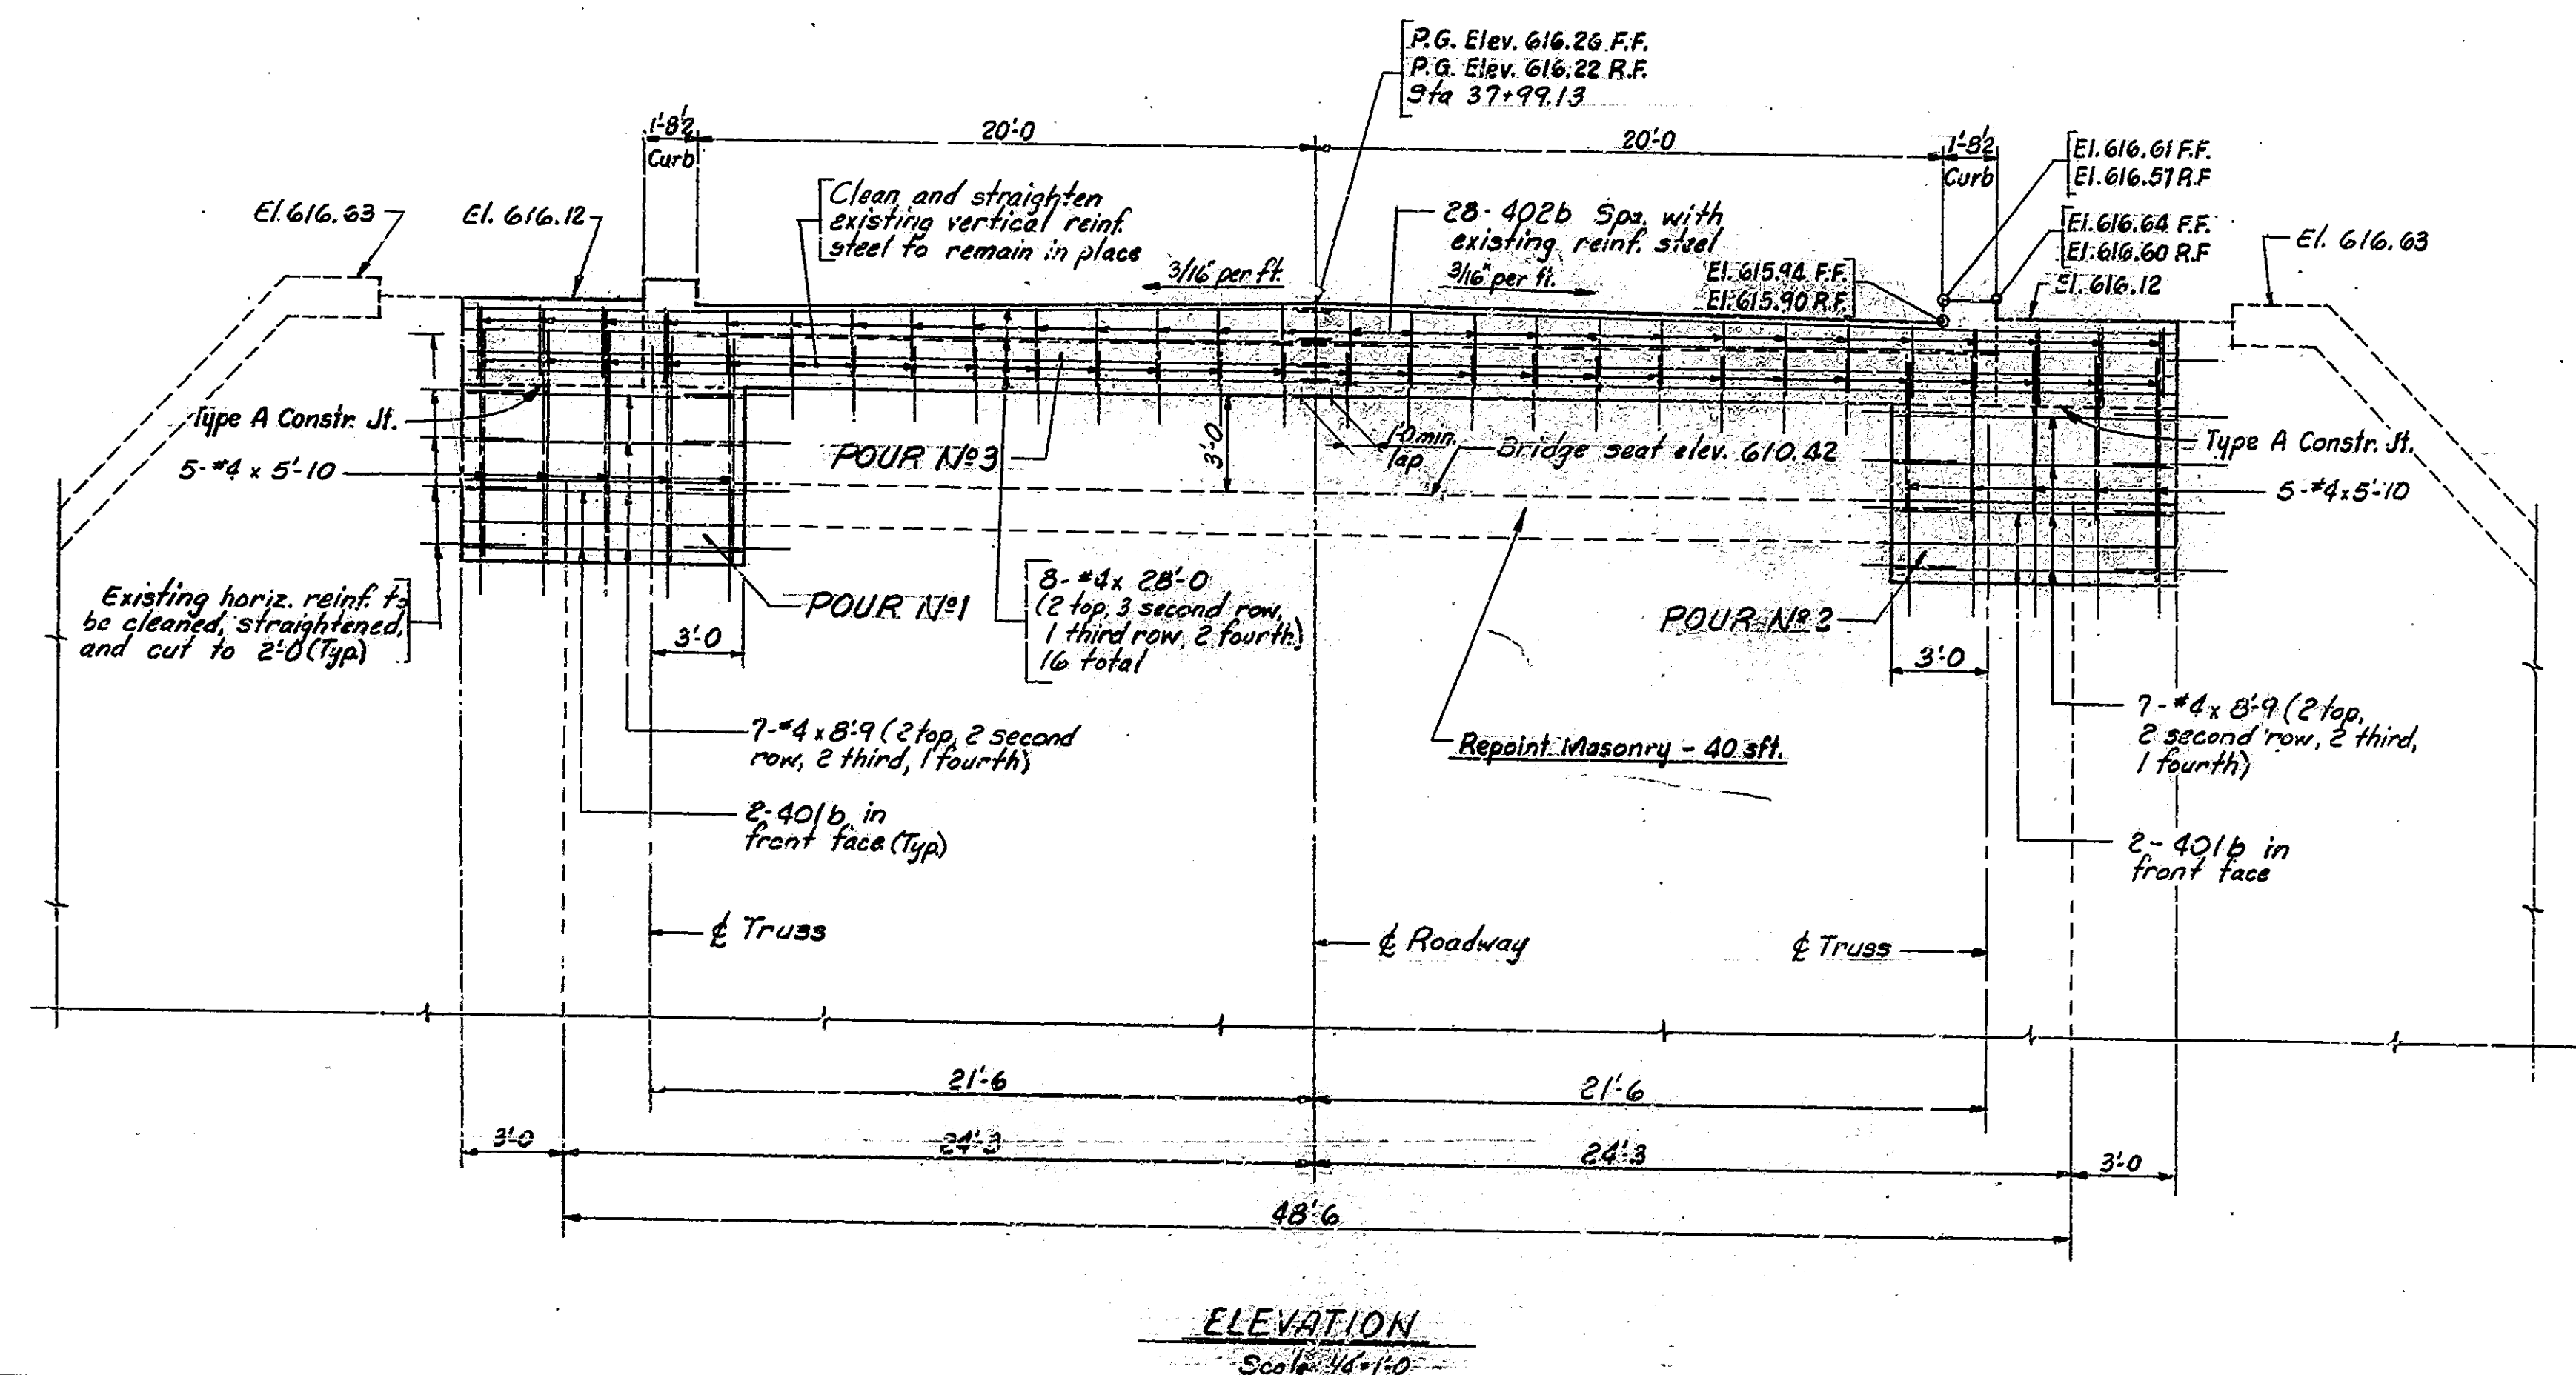 P.G. Elev. 616.26 F.F.
P.G. Elev. 616.22 R.F.
Sta 37+99.13
1'-8½
Curb
20'-0
20'-0
1'-8½
Curb
El. 616.61 F.F.
El. 616.57 R.F
El. 616.64 F.F.
El. 616.60 R.F
El. 616.63
El. 616.12
Clean and straighten
existing vertical reinf.
steel to remain in place
3/16" per ft.
28-402b Spa. with
existing reinf. steel
3/16" per ft.
El. 615.94 F.F.
El. 615.90 R.F.
El. 616.12
El. 616.63
Type A Constr. Jt.
5-#4 x 5'-10
POUR Nº3
3'-0
1'-0 min.
lap
Bridge seat elev. 610.42
Type A Constr. Jt.
5-#4x5'-10
Existing horiz. reinf. to
be cleaned, straightened,
and cut to 2'-0 (Typ.)
POUR Nº1
3'-0
8-#4x 28'-0
(2 top, 3 second row,
1 third row, 2 fourth)
16 total
POUR Nº2
3'-0
7-#4 x 8'-9 (2 top, 2 second
row, 2 third, 1 fourth)
Repoint Masonry - 40 sft.
7-#4 x 8'-9 (2 top,
2 second row, 2 third,
1 fourth)
2-401b in
front face (Typ.)
2-401b in
front face
℄ Truss
℄ Roadway
℄ Truss
21'-6
21'-6
3'-0
24'-3
24'-3
3'-0
48'-6
ELEVATION
Scale